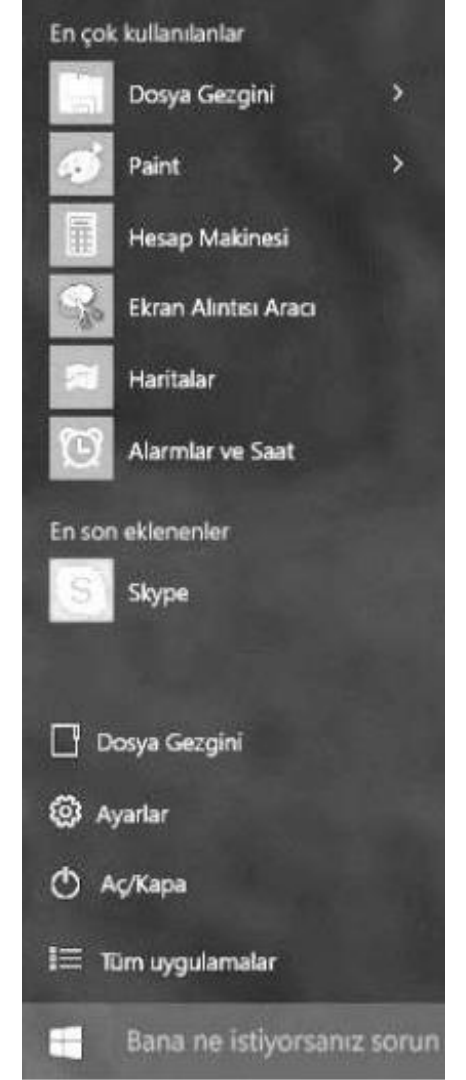 En çok kullanılanlar
Dosya Gezgini
Paint
Hesap Makinesi
Ekran Alıntısı Aracı
Haritalar
Alarmlar ve Saat
En son eklenenler
Skype
Dosya Gezgini
Ayarlar
Aç/Kapa
Tüm uygulamalar
Bana ne istiyorsanız sorun